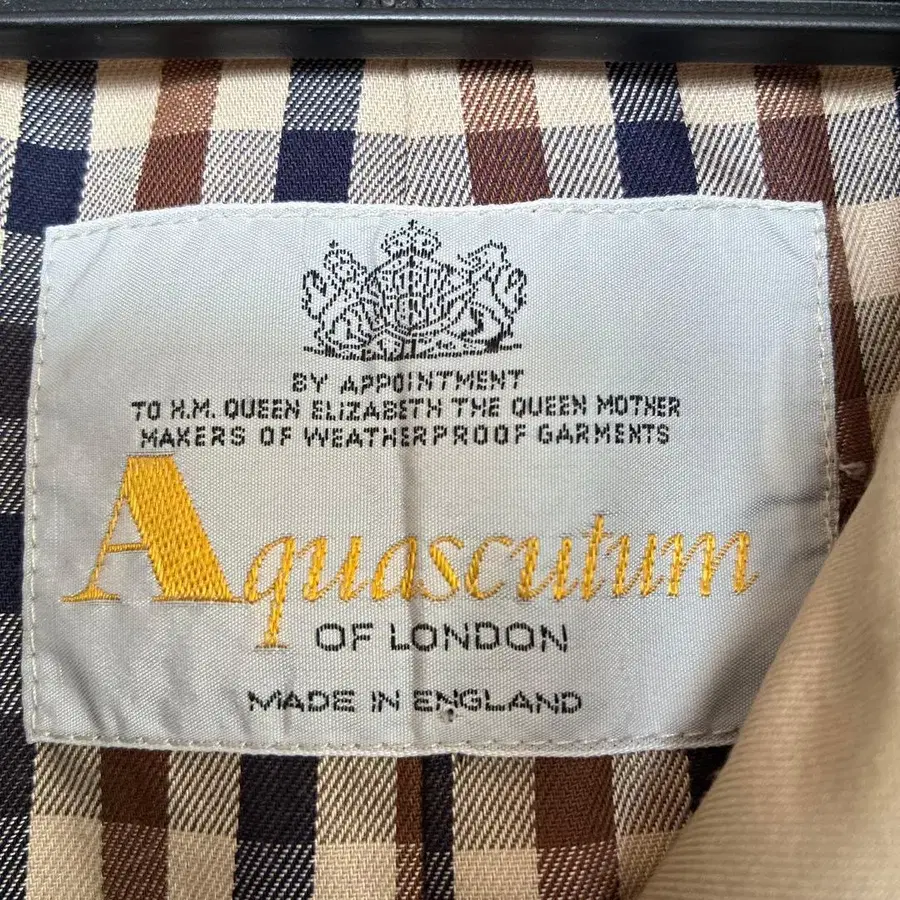 BY APPOINTMENT
TO H.M. QUEEN ELIZABETH THE QUEEN MOTHER
MAKERS OF WEATHERPROOF GARMENTS
Aquascutum
OF LONDON
MADE IN ENGLAND